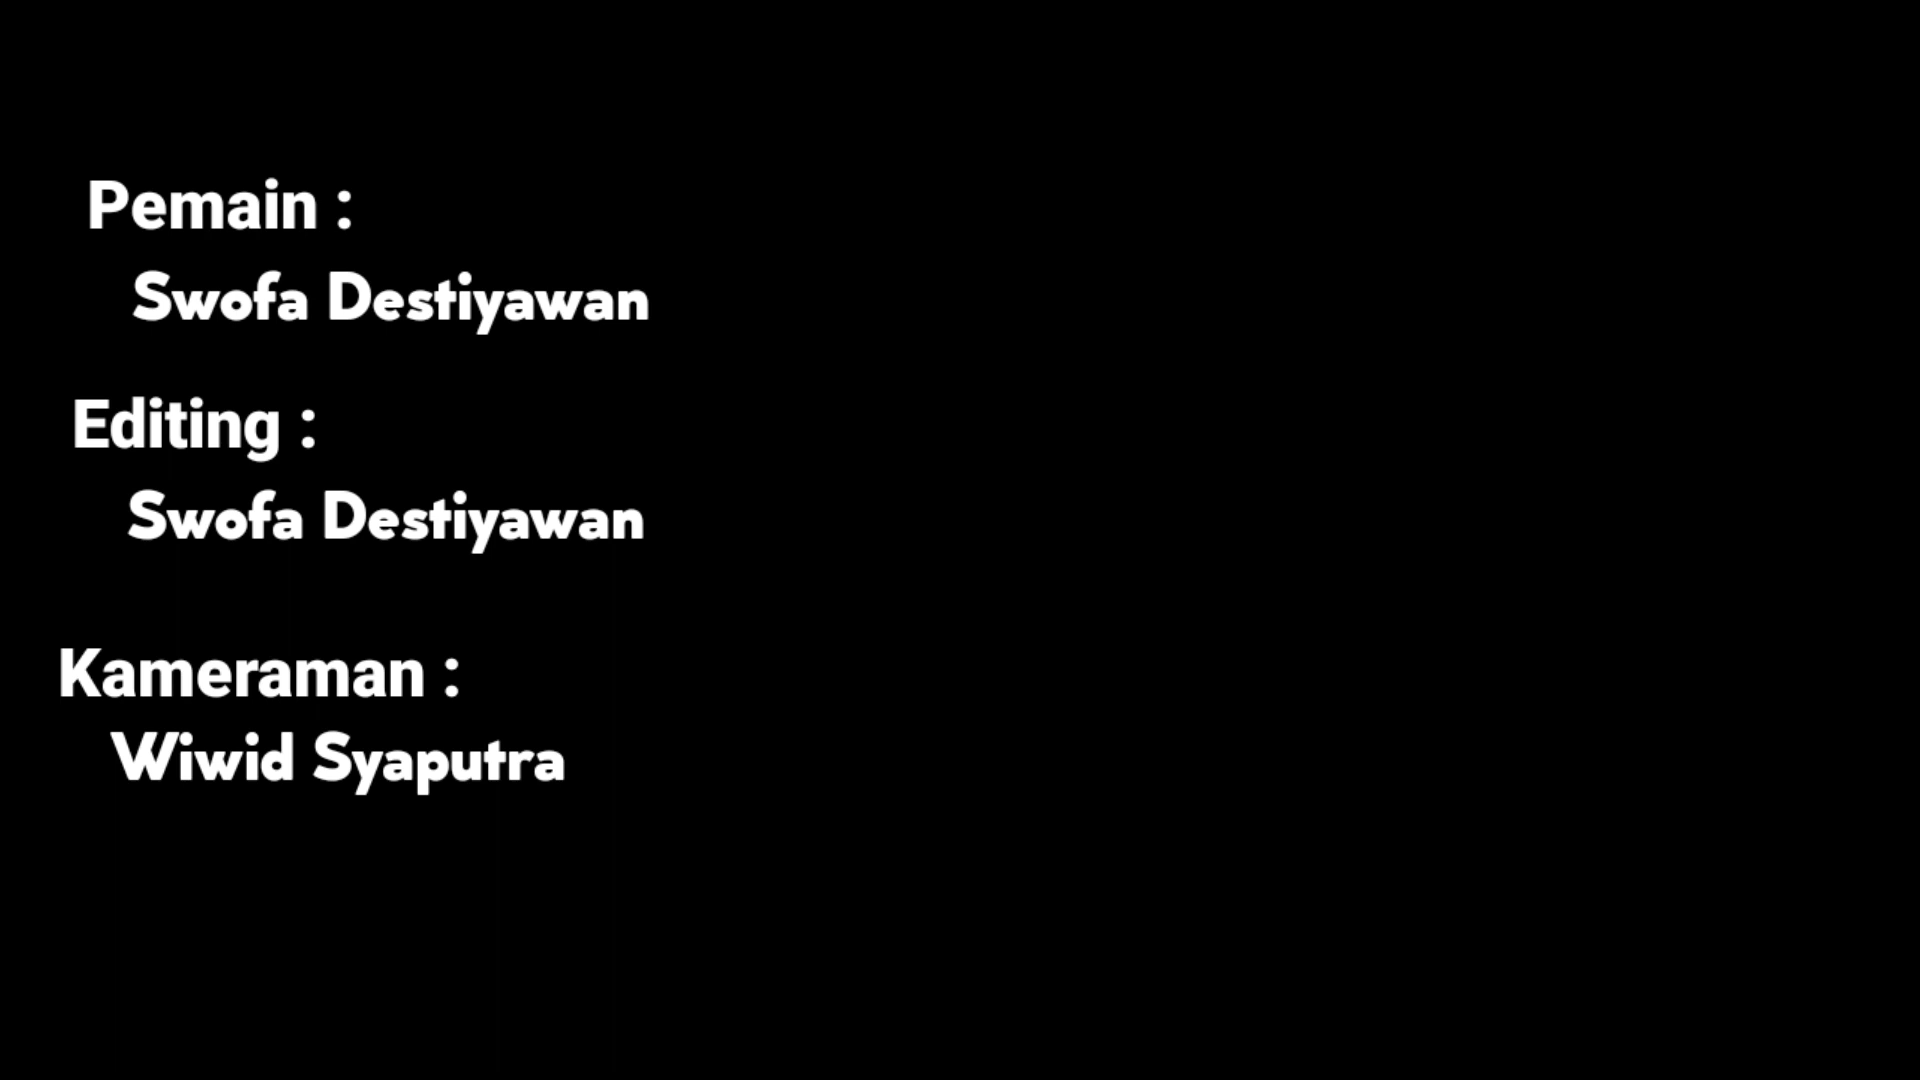 Pemain :
Swofa Destiyawan
Editing :
Swofa Destiyawan
Kameraman :
Wiwid Syaputra